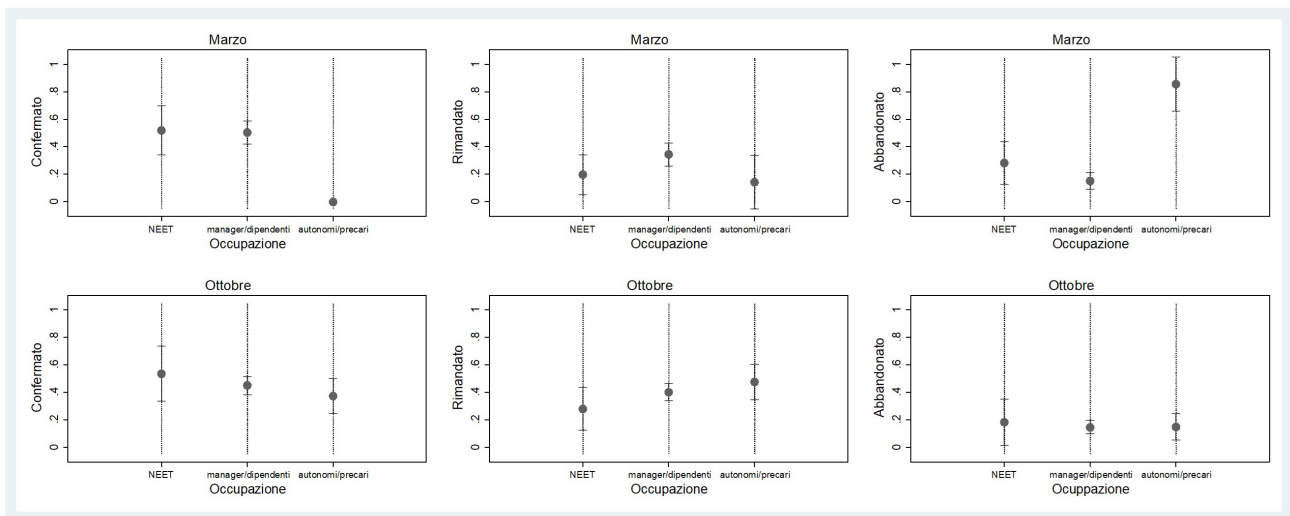 Marzo
Confermato
1
.8
.6
.4
.2
0
NEET manager/dipendenti autonomi/precari
Occupazione
Marzo
Rimandato
1
.8
.6
.4
.2
0
NEET manager/dipendenti autonomi/precari
Occupazione
Marzo
Abbandonato
1
.8
.6
.4
.2
0
NEET manager/dipendenti autonomi/precari
Occupazione
Ottobre
Confermato
1
.8
.6
.4
.2
0
NEET manager/dipendenti autonomi/precari
Occupazione
Ottobre
Rimandato
1
.8
.6
.4
.2
0
NEET manager/dipendenti autonomi/precari
Occupazione
Ottobre
Abbandonato
1
.8
.6
.4
.2
0
NEET manager/dipendenti autonomi/precari
Ocuppazione